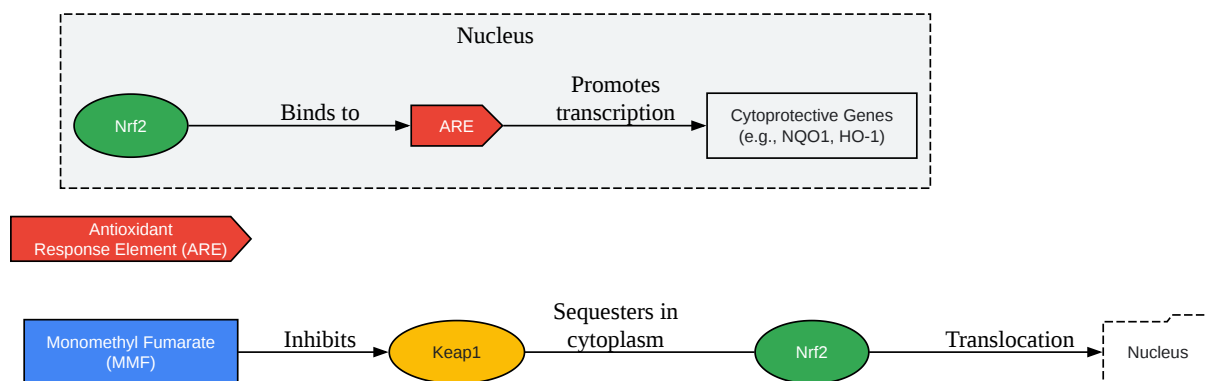 Nucleus
Nrf2
Binds to
ARE
Promotes
transcription
Cytoprotective Genes
(e.g., NQO1, HO-1)
Antioxidant
Response Element (ARE)
Monomethyl Fumarate
(MMF)
Inhibits
Keap1
Sequesters in
cytoplasm
Nrf2
Translocation
Nucleus